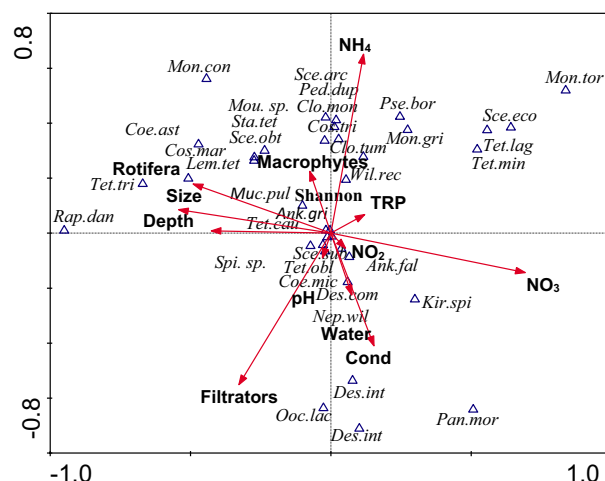 0.8
NH₄
Mon.con
Sce.arc
Ped.dup
Mon.tor
Mou. sp.
Clo.mon
Pse.bor
Sta.tet
Cos.tri
Sce.eco
Coe.ast
Sce.obt
Mon.gri
Tet.lag
Cos.mar
Clo.tum
Tet.min
Rotifera
Lem.tet
Macrophytes
Wil.rec
Tet.tri
Size
Muc.pul
Shannon
TRP
Rap.dan
Depth
Ank.gri
Tet.cau
NO₂
Spi. sp.
Tet.obl
Ank.fal
Coe.mic
NO₃
pH
Des.com
Kir.spi
Nep.wil
Water
Cond
Filtrators
Des.int
Ooc.lac
Pan.mor
Des.int
-0.8
-1.0
1.0